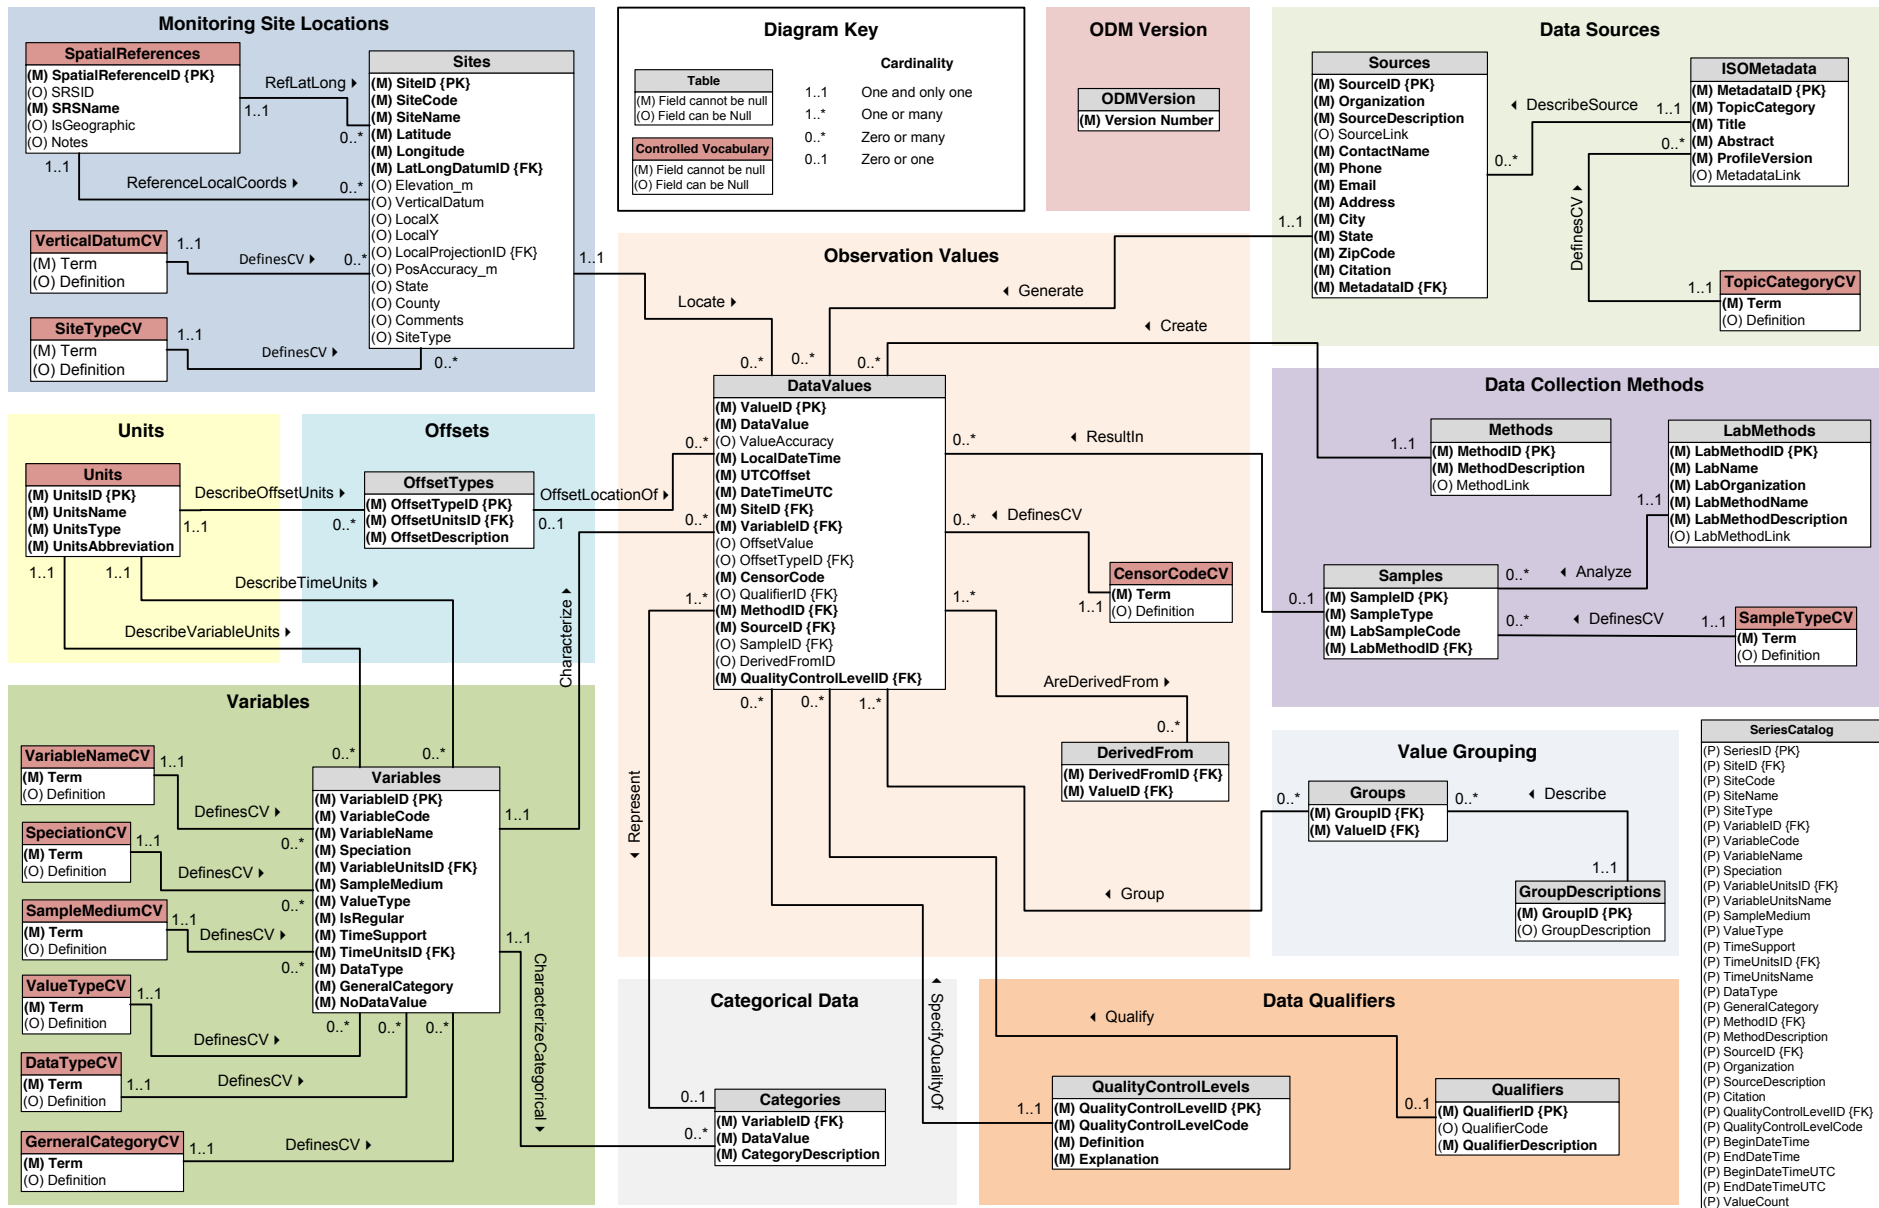 Monitoring Site Locations
SpatialReferences
(M) SpatialReferenceID {PK}
(O) SRSID
(M) SRSName
(O) IsGeographic
(O) Notes
RefLatLong
1..1
0..*
1..1
ReferenceLocalCoords
0..*
Sites
(M) SiteID {PK}
(M) SiteCode
(M) SiteName
(M) Latitude
(M) Longitude
(M) LatLongDatumID {FK}
(O) Elevation_m
(O) VerticalDatum
(O) LocalX
(O) LocalY
(O) LocalProjectionID {FK}
(O) PosAccuracy_m
(O) State
(O) County
(O) Comments
(O) SiteType
VerticalDatumCV
(M) Term
(O) Definition
1..1
DefinesCV
0..*
SiteTypeCV
(M) Term
(O) Definition
1..1
DefinesCV
0..*
1..1
Diagram Key
Table
(M) Field cannot be null
(O) Field can be Null
Controlled Vocabulary
(M) Field cannot be null
(O) Field can be Null
Cardinality
1..1 One and only one
1..* One or many
0..* Zero or many
0..1 Zero or one
ODM Version
ODMVersion
(M) Version Number
Data Sources
Sources
(M) SourceID {PK}
(M) Organization
(M) SourceDescription
(O) SourceLink
(M) ContactName
(M) Phone
(M) Email
(M) Address
(M) City
(M) State
(M) ZipCode
(M) Citation
(M) MetadataID {FK}
DescribeSource
1..1
0..*
0..*
ISOMetadata
(M) MetadataID {PK}
(M) TopicCategory
(M) Title
(M) Abstract
(M) ProfileVersion
(O) MetadataLink
DefinesCV
1..1
TopicCategoryCV
(M) Term
(O) Definition
1..1
Observation Values
Locate
Generate
Create
0..*
0..*
0..*
DataValues
(M) ValueID {PK}
(M) DataValue
(O) ValueAccuracy
(M) LocalDateTime
(M) UTCOffset
(M) DateTimeUTC
(M) SiteID {FK}
(M) VariableID {FK}
(O) OffsetValue
(O) OffsetTypeID {FK}
(M) CensorCode
(O) QualifierID {FK}
(M) MethodID {FK}
(M) SourceID {FK}
(O) SampleID {FK}
(O) DerivedFromID
(M) QualityControlLevelID {FK}
0..*
0..*
1..*
0..*
ResultIn
0..*
DefinesCV
1..*
1..1
CensorCodeCV
(M) Term
(O) Definition
AreDerivedFrom
0..*
DerivedFrom
(M) DerivedFromID {FK}
(M) ValueID {FK}
0..*
0..*
1..*
Group
Represent
Data Collection Methods
1..1
Methods
(M) MethodID {PK}
(M) MethodDescription
(O) MethodLink
LabMethods
(M) LabMethodID {PK}
(M) LabName
(M) LabOrganization
(M) LabMethodName
(M) LabMethodDescription
(O) LabMethodLink
1..1
Analyze
0..*
0..1
Samples
(M) SampleID {PK}
(M) SampleType
(M) LabSampleCode
(M) LabMethodID {FK}
0..*
DefinesCV
1..1
SampleTypeCV
(M) Term
(O) Definition
Units
Units
(M) UnitsID {PK}
(M) UnitsName
(M) UnitsType
(M) UnitsAbbreviation
1..1
1..1
1..1
Offsets
DescribeOffsetUnits
0..*
OffsetTypes
(M) OffsetTypeID {PK}
(M) OffsetUnitsID {FK}
(M) OffsetDescription
OffsetLocationOf
0..1
DescribeTimeUnits
DescribeVariableUnits
Characterize
Variables
VariableNameCV
(M) Term
(O) Definition
1..1
DefinesCV
0..*
SpeciationCV
(M) Term
(O) Definition
1..1
DefinesCV
0..*
SampleMediumCV
(M) Term
(O) Definition
1..1
DefinesCV
0..*
ValueTypeCV
(M) Term
(O) Definition
1..1
DefinesCV
0..*
DataTypeCV
(M) Term
(O) Definition
1..1
DefinesCV
0..*
GerneralCategoryCV
(M) Term
(O) Definition
1..1
DefinesCV
0..*
0..*
0..*
Variables
(M) VariableID {PK}
(M) VariableCode
(M) VariableName
(M) Speciation
(M) VariableUnitsID {FK}
(M) SampleMedium
(M) ValueType
(M) IsRegular
(M) TimeSupport
(M) TimeUnitsID {FK}
(M) DataType
(M) GeneralCategory
(M) NoDataValue
1..1
1..1
CharacterizeCategorical
Categorical Data
0..1
0..*
Categories
(M) VariableID {FK}
(M) DataValue
(M) CategoryDescription
SpecifyQualityOf
Data Qualifiers
Qualify
1..1
QualityControlLevels
(M) QualityControlLevelID {PK}
(M) QualityControlLevelCode
(M) Definition
(M) Explanation
0..1
Qualifiers
(M) QualifierID {PK}
(O) QualifierCode
(M) QualifierDescription
Value Grouping
0..*
Groups
(M) GroupID {FK}
(M) ValueID {FK}
0..*
Describe
1..1
GroupDescriptions
(M) GroupID {PK}
(O) GroupDescription
SeriesCatalog
(P) SeriesID {PK}
(P) SiteID {FK}
(P) SiteCode
(P) SiteName
(P) SiteType
(P) VariableID {FK}
(P) VariableCode
(P) VariableName
(P) Speciation
(P) VariableUnitsID {FK}
(P) VariableUnitsName
(P) SampleMedium
(P) ValueType
(P) TimeSupport
(P) TimeUnitsID {FK}
(P) TimeUnitsName
(P) DataType
(P) GeneralCategory
(P) MethodID {FK}
(P) MethodDescription
(P) SourceID {FK}
(P) Organization
(P) SourceDescription
(P) Citation
(P) QualityControlLevelID {FK}
(P) QualityControlLevelCode
(P) BeginDateTime
(P) EndDateTime
(P) BeginDateTimeUTC
(P) EndDateTimeUTC
(P) ValueCount